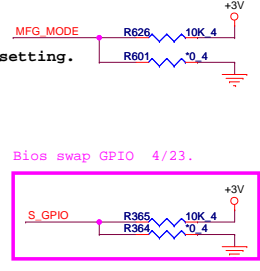 +3V
MFG_MODE R626 10K_4
setting. R601 *0_4
Bios swap GPIO 4/23.
+3V
S_GPIO R365 10K_4
R364 *0_4